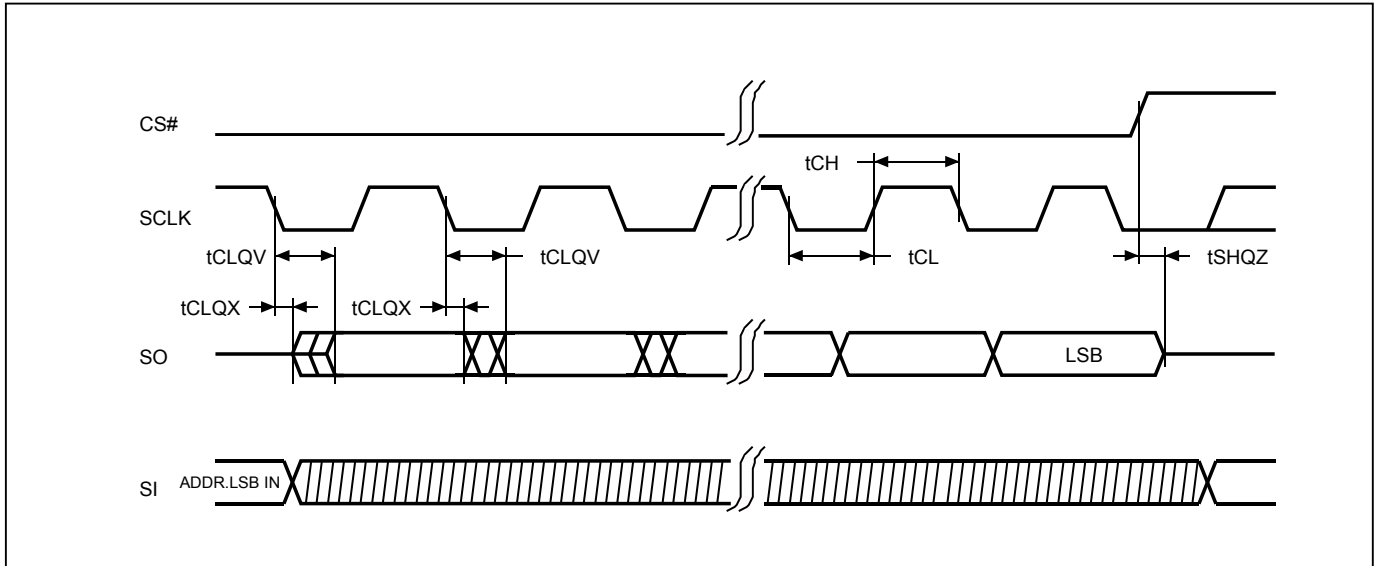 CS#
tCH
SCLK
tCLQV
tCLQV
tCL
tSHQZ
tCLQX
tCLQX
SO
LSB
SI
ADDR.LSB IN